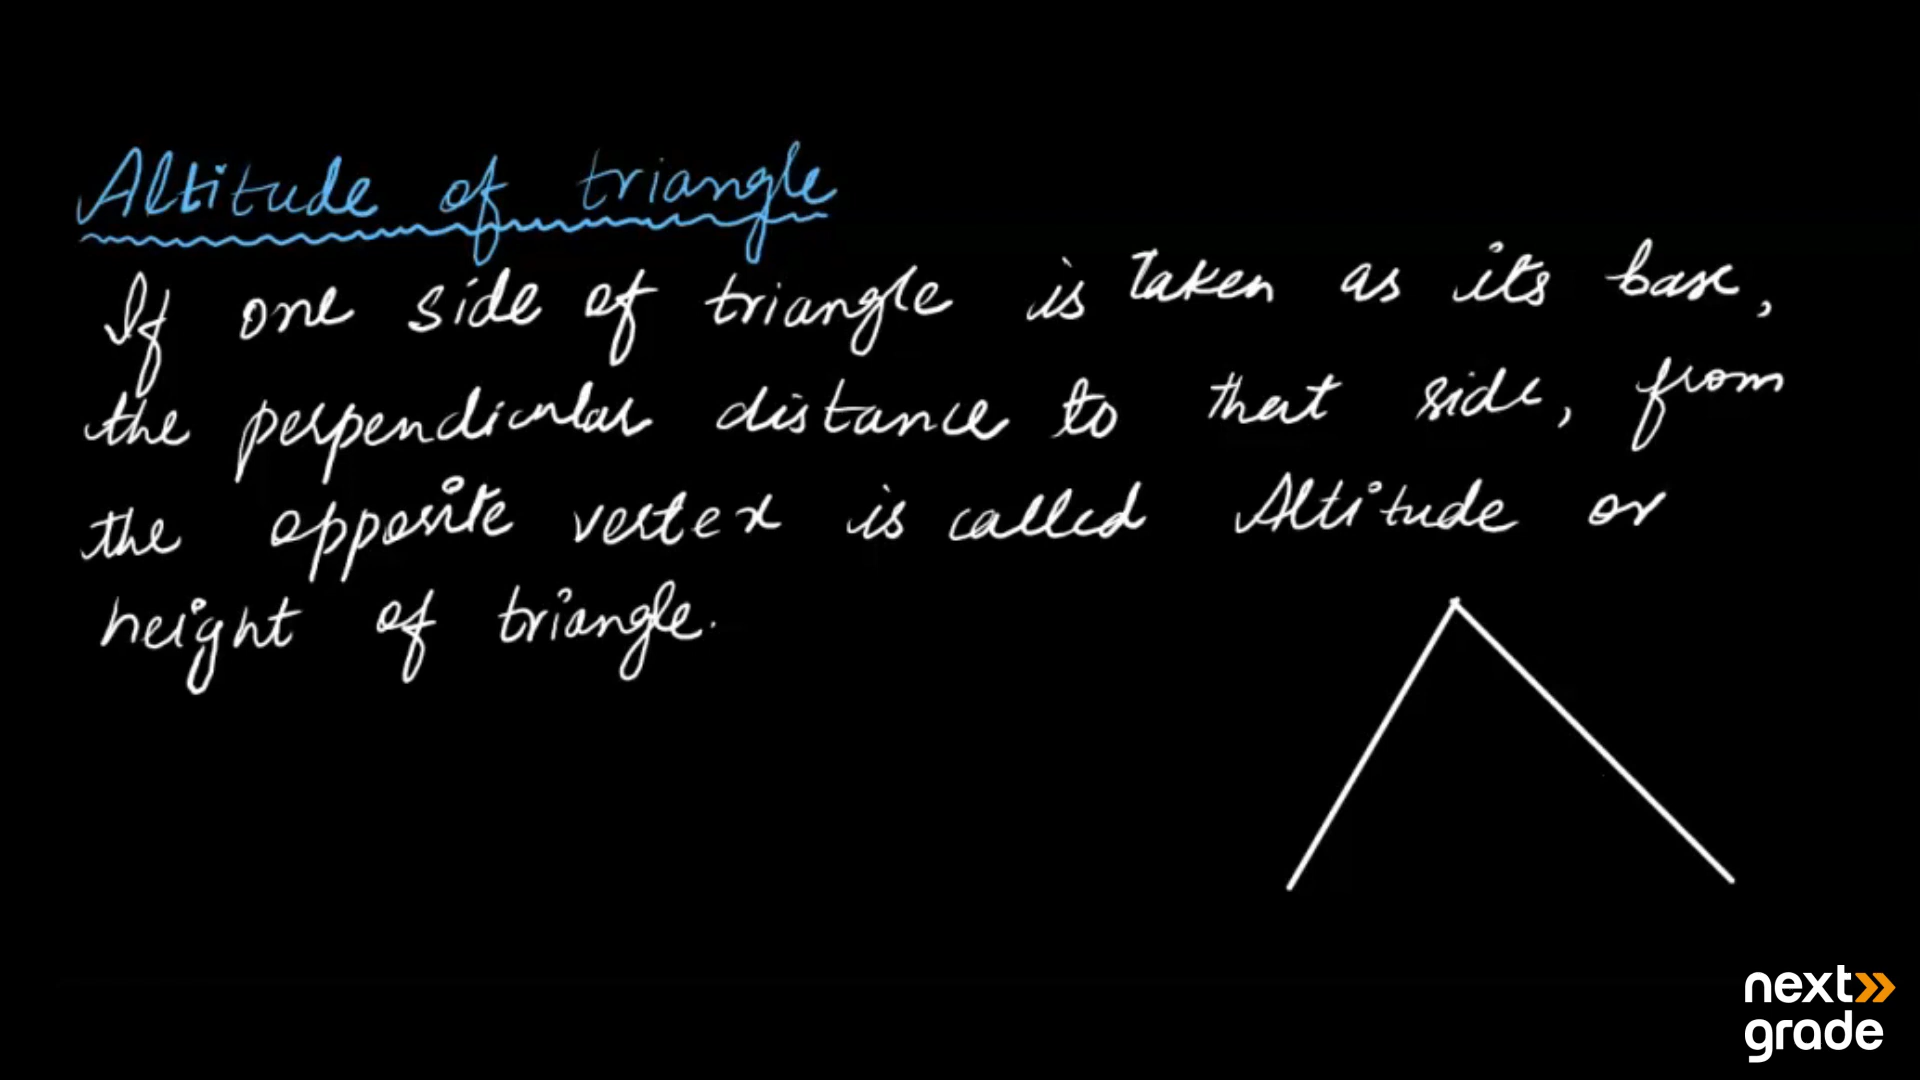 Altitude of triangle
If one side of triangle is taken as its base,
the perpendicular distance to that side, from
the opposite vertex is called Altitude or
height of triangle.
next
grade